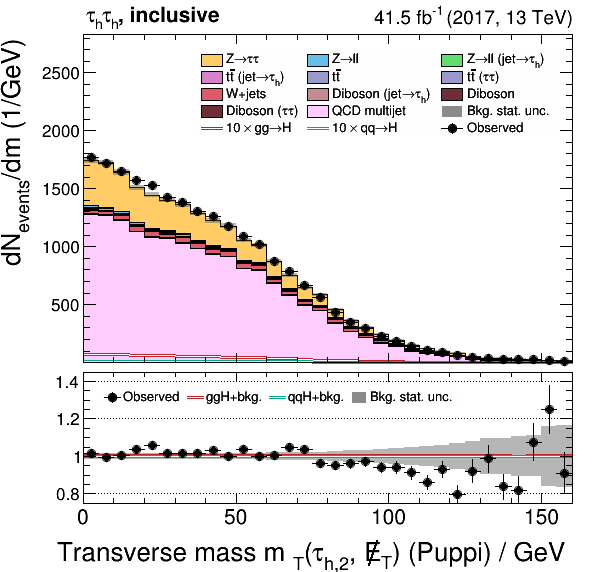 τhτh, inclusive
41.5 fb⁻¹ (2017, 13 TeV)
dNevents/dm (1/GeV)
2500
2000
1500
1000
500
Z→ττ
Z→ll
Z→ll (jet→τh)
tt̄ (jet→τh)
tt̄
tt̄ (ττ)
W+jets
Diboson (jet→τh)
Diboson
Diboson (ττ)
QCD multijet
Bkg. stat. unc.
10 × gg→H
10 × qq→H
Observed
1.4
1.2
1
0.8
Observed
ggH+bkg.
qqH+bkg.
Bkg. stat. unc.
0
50
100
150
Transverse mass m T(τh,2, E̸T) (Puppi) / GeV